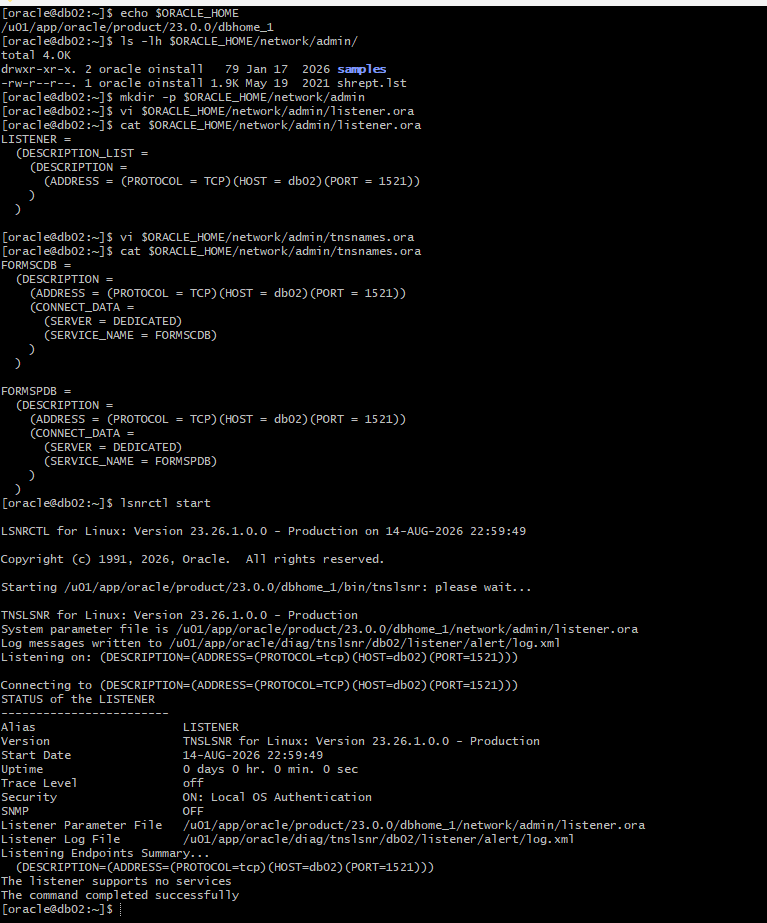 [oracle@db02:~]$ echo $ORACLE_HOME
/u01/app/oracle/product/23.0.0/dbhome_1
[oracle@db02:~]$ ls -lh $ORACLE_HOME/network/admin/
total 4.0K
drwxr-xr-x. 2 oracle oinstall   79 Jan 17  2026 samples
-rw-r--r--. 1 oracle oinstall 1.9K May 19  2021 shrept.lst
[oracle@db02:~]$ mkdir -p $ORACLE_HOME/network/admin
[oracle@db02:~]$ vi $ORACLE_HOME/network/admin/listener.ora
[oracle@db02:~]$ cat $ORACLE_HOME/network/admin/listener.ora
LISTENER =
  (DESCRIPTION_LIST =
    (DESCRIPTION =
      (ADDRESS = (PROTOCOL = TCP)(HOST = db02)(PORT = 1521))
    )
  )
[oracle@db02:~]$ vi $ORACLE_HOME/network/admin/tnsnames.ora
[oracle@db02:~]$ cat $ORACLE_HOME/network/admin/tnsnames.ora
FORMSCDB =
  (DESCRIPTION =
    (ADDRESS = (PROTOCOL = TCP)(HOST = db02)(PORT = 1521))
    (CONNECT_DATA =
      (SERVER = DEDICATED)
      (SERVICE_NAME = FORMSCDB)
    )
  )
FORMSPDB =
  (DESCRIPTION =
    (ADDRESS = (PROTOCOL = TCP)(HOST = db02)(PORT = 1521))
    (CONNECT_DATA =
      (SERVER = DEDICATED)
      (SERVICE_NAME = FORMSPDB)
    )
  )
[oracle@db02:~]$ lsnrctl start
LSNRCTL for Linux: Version 23.26.1.0.0 - Production on 14-AUG-2026 22:59:49
Copyright (c) 1991, 2026, Oracle.  All rights reserved.
Starting /u01/app/oracle/product/23.0.0/dbhome_1/bin/tnslsnr: please wait...
TNSLSNR for Linux: Version 23.26.1.0.0 - Production
System parameter file is /u01/app/oracle/product/23.0.0/dbhome_1/network/admin/listener.ora
Log messages written to /u01/app/oracle/diag/tnslsnr/db02/listener/alert/log.xml
Listening on: (DESCRIPTION=(ADDRESS=(PROTOCOL=tcp)(HOST=db02)(PORT=1521)))
Connecting to (DESCRIPTION=(ADDRESS=(PROTOCOL=TCP)(HOST=db02)(PORT=1521)))
STATUS of the LISTENER
------------------------
Alias                     LISTENER
Version                   TNSLSNR for Linux: Version 23.26.1.0.0 - Production
Start Date                14-AUG-2026 22:59:49
Uptime                    0 days 0 hr. 0 min. 0 sec
Trace Level               off
Security                  ON: Local OS Authentication
SNMP                      OFF
Listener Parameter File   /u01/app/oracle/product/23.0.0/dbhome_1/network/admin/listener.ora
Listener Log File         /u01/app/oracle/diag/tnslsnr/db02/listener/alert/log.xml
Listening Endpoints Summary...
  (DESCRIPTION=(ADDRESS=(PROTOCOL=tcp)(HOST=db02)(PORT=1521)))
The listener supports no services
The command completed successfully
[oracle@db02:~]$